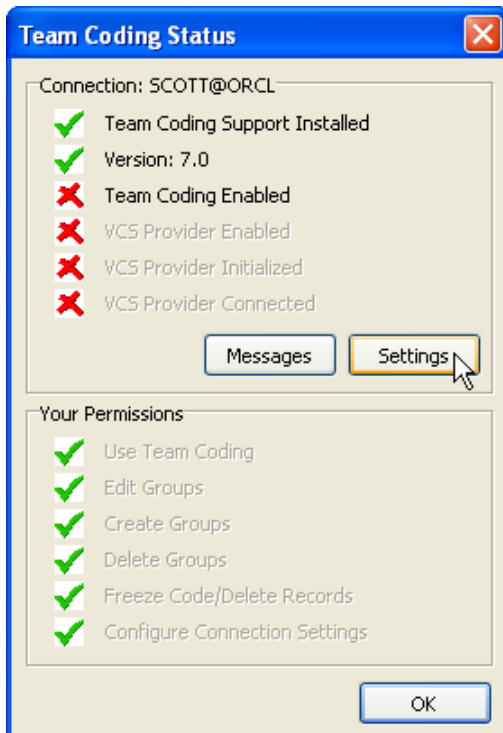 Team Coding Status
Connection: SCOTT@ORCL
Team Coding Support Installed
Version: 7.0
Team Coding Enabled
VCS Provider Enabled
VCS Provider Initialized
VCS Provider Connected
Messages Settings
Your Permissions
Use Team Coding
Edit Groups
Create Groups
Delete Groups
Freeze Code/Delete Records
Configure Connection Settings
OK